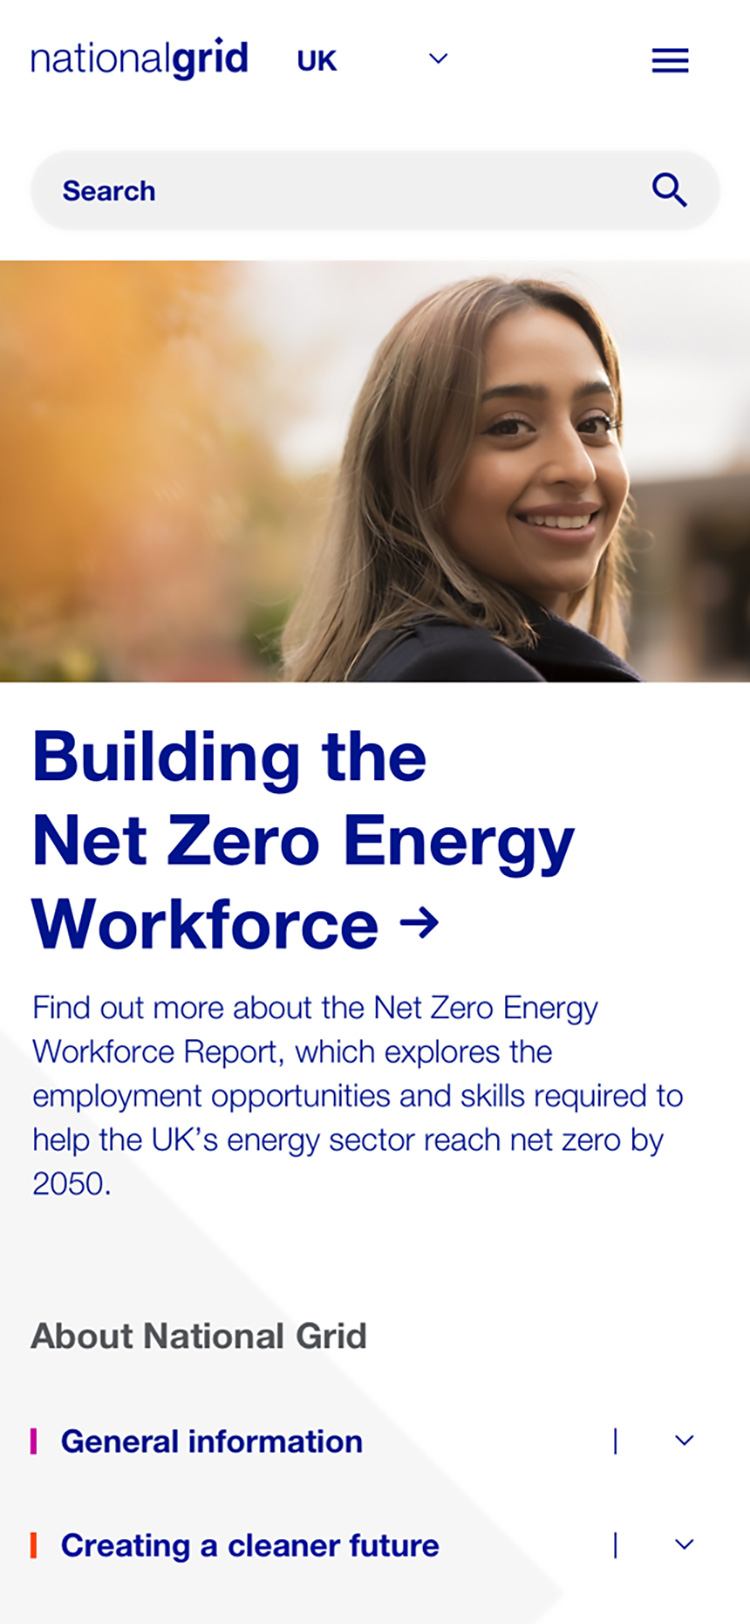 nationalgrid UK
Search
Building the
Net Zero Energy
Workforce →
Find out more about the Net Zero Energy
Workforce Report, which explores the
employment opportunities and skills required to
help the UK’s energy sector reach net zero by
2050.
About National Grid
General information
Creating a cleaner future